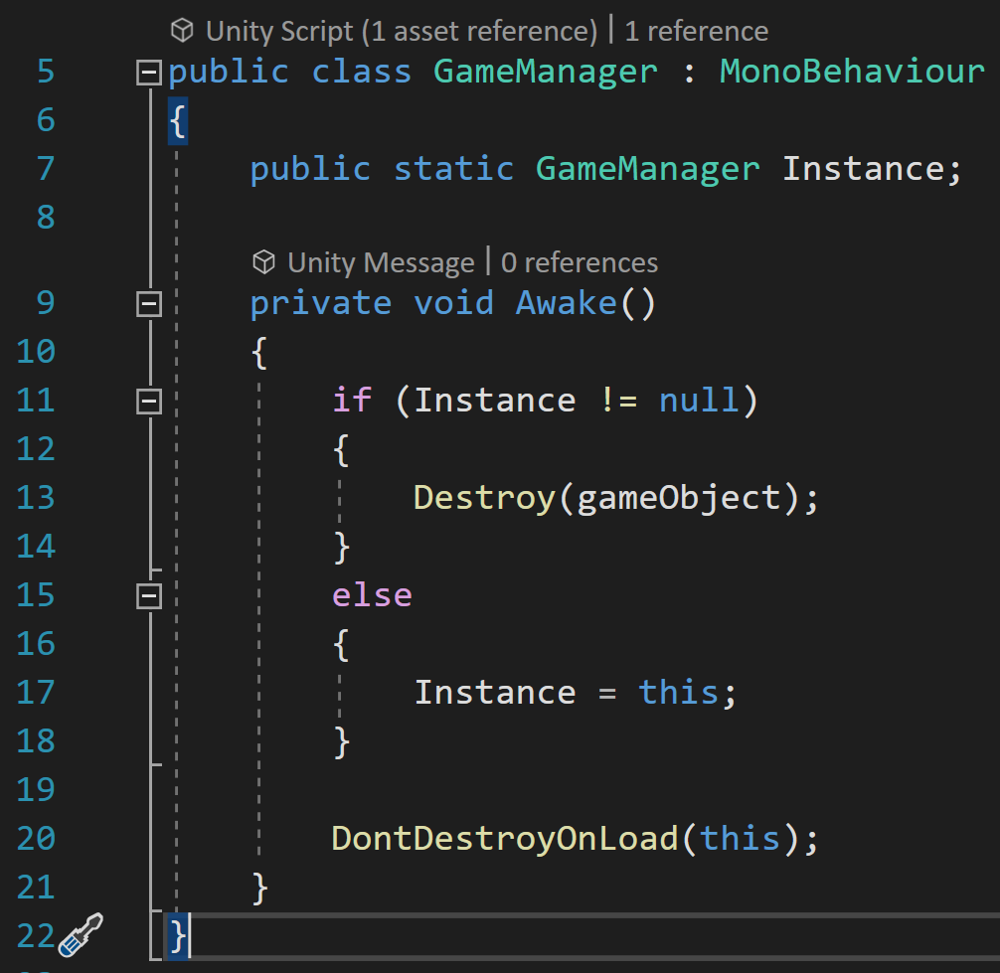 Unity Script (1 asset reference) | 1 reference
5 public class GameManager : MonoBehaviour
6 {
7 public static GameManager Instance;
8
Unity Message | 0 references
9 private void Awake()
10 {
11 if (Instance != null)
12 {
13 Destroy(gameObject);
14 }
15 else
16 {
17 Instance = this;
18 }
19
20 DontDestroyOnLoad(this);
21 }
22 }